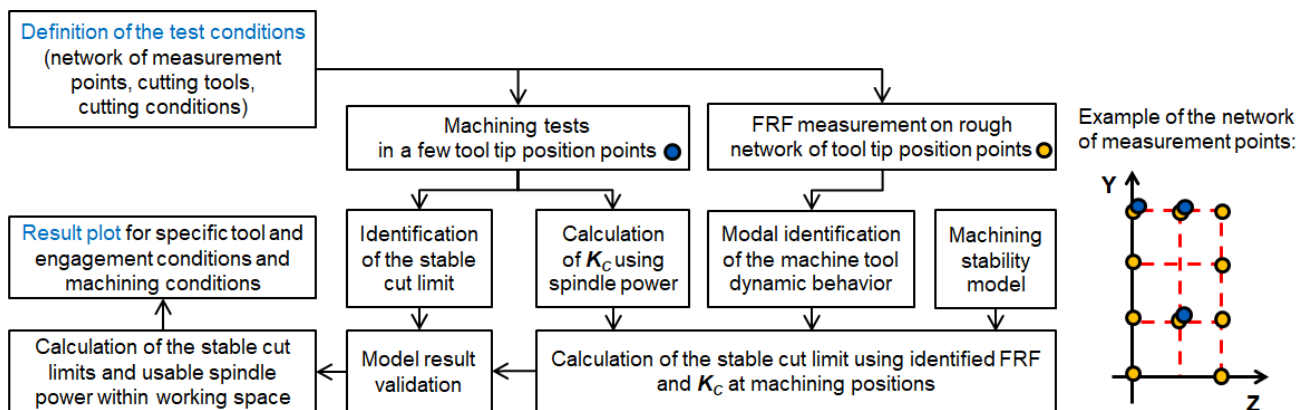 Definition of the test conditions
(network of measurement
points, cutting tools,
cutting conditions)
Machining tests
in a few tool tip position points
FRF measurement on rough
network of tool tip position points
Example of the network
of measurement points:
Y
Z
Result plot for specific tool and
engagement conditions and
machining conditions
Identification
of the stable
cut limit
Calculation
of Kc using
spindle power
Modal identification
of the machine tool
dynamic behavior
Machining
stability
model
Calculation of the stable cut
limits and usable spindle
power within working space
Model result
validation
Calculation of the stable cut limit using identified FRF
and Kc at machining positions